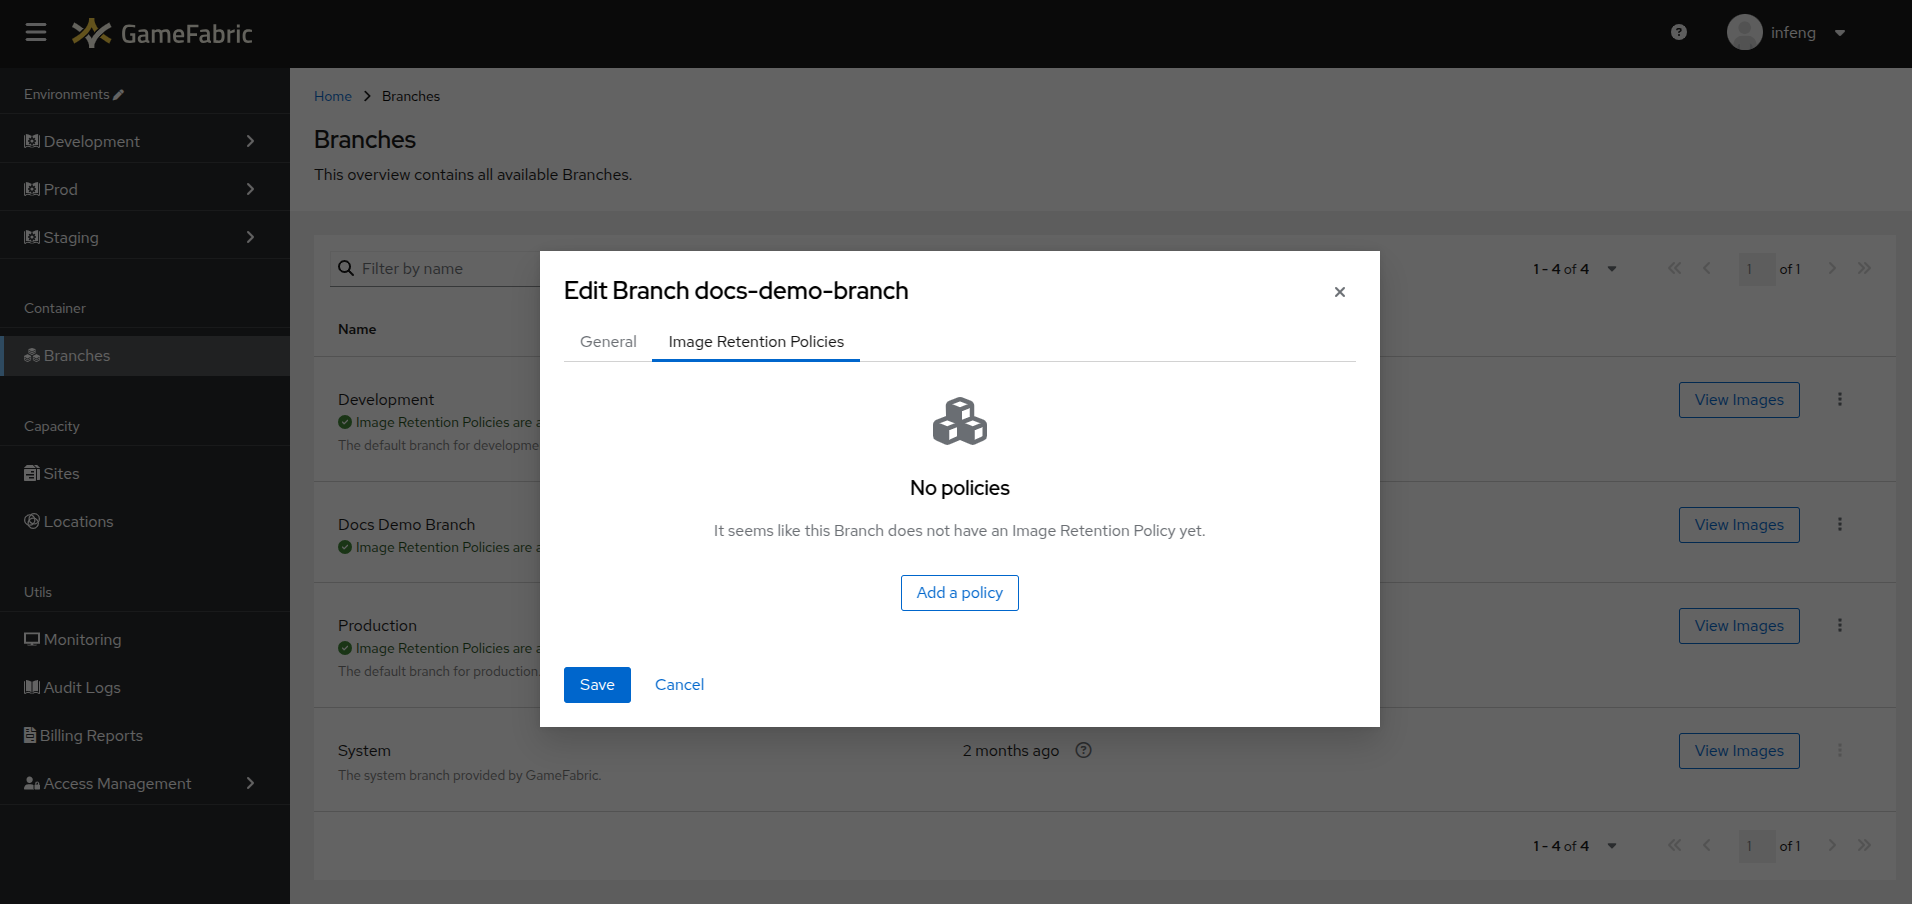 GameFabric
infeng
Environments
Development
Prod
Staging
Container
Branches
Capacity
Sites
Locations
Utils
Monitoring
Audit Logs
Billing Reports
Access Management
Home > Branches
Branches
This overview contains all available Branches.
Filter by name
1 - 4 of 4
1 of 1
Name
Development
Image Retention Policies are
The default branch for
View Images
Docs Demo Branch
Image Retention Policies are
View Images
Production
Image Retention Policies are
The default branch for production.
View Images
System
2 months ago
The system branch provided by GameFabric.
View Images
1 - 4 of 4
1 of 1
Edit Branch docs-demo-branch
General
Image Retention Policies
No policies
It seems like this Branch does not have an Image Retention Policy yet.
Add a policy
Save
Cancel